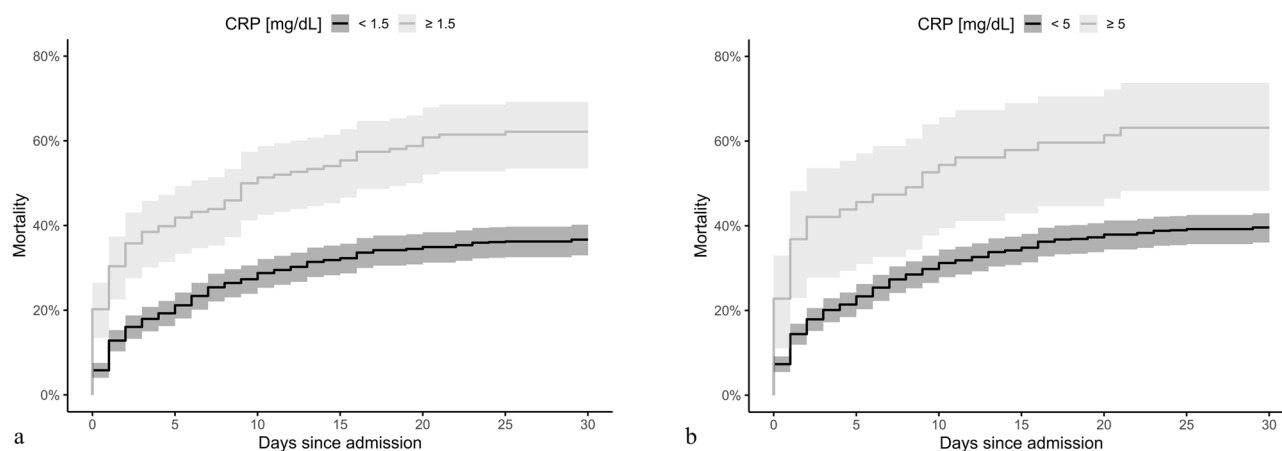 CRP [mg/dL] < 1.5 ≥ 1.5
80%
60%
40%
20%
0%
Mortality
0 5 10 15 20 25 30
Days since admission
a
CRP [mg/dL] < 5 ≥ 5
80%
60%
40%
20%
0%
Mortality
0 5 10 15 20 25 30
Days since admission
b